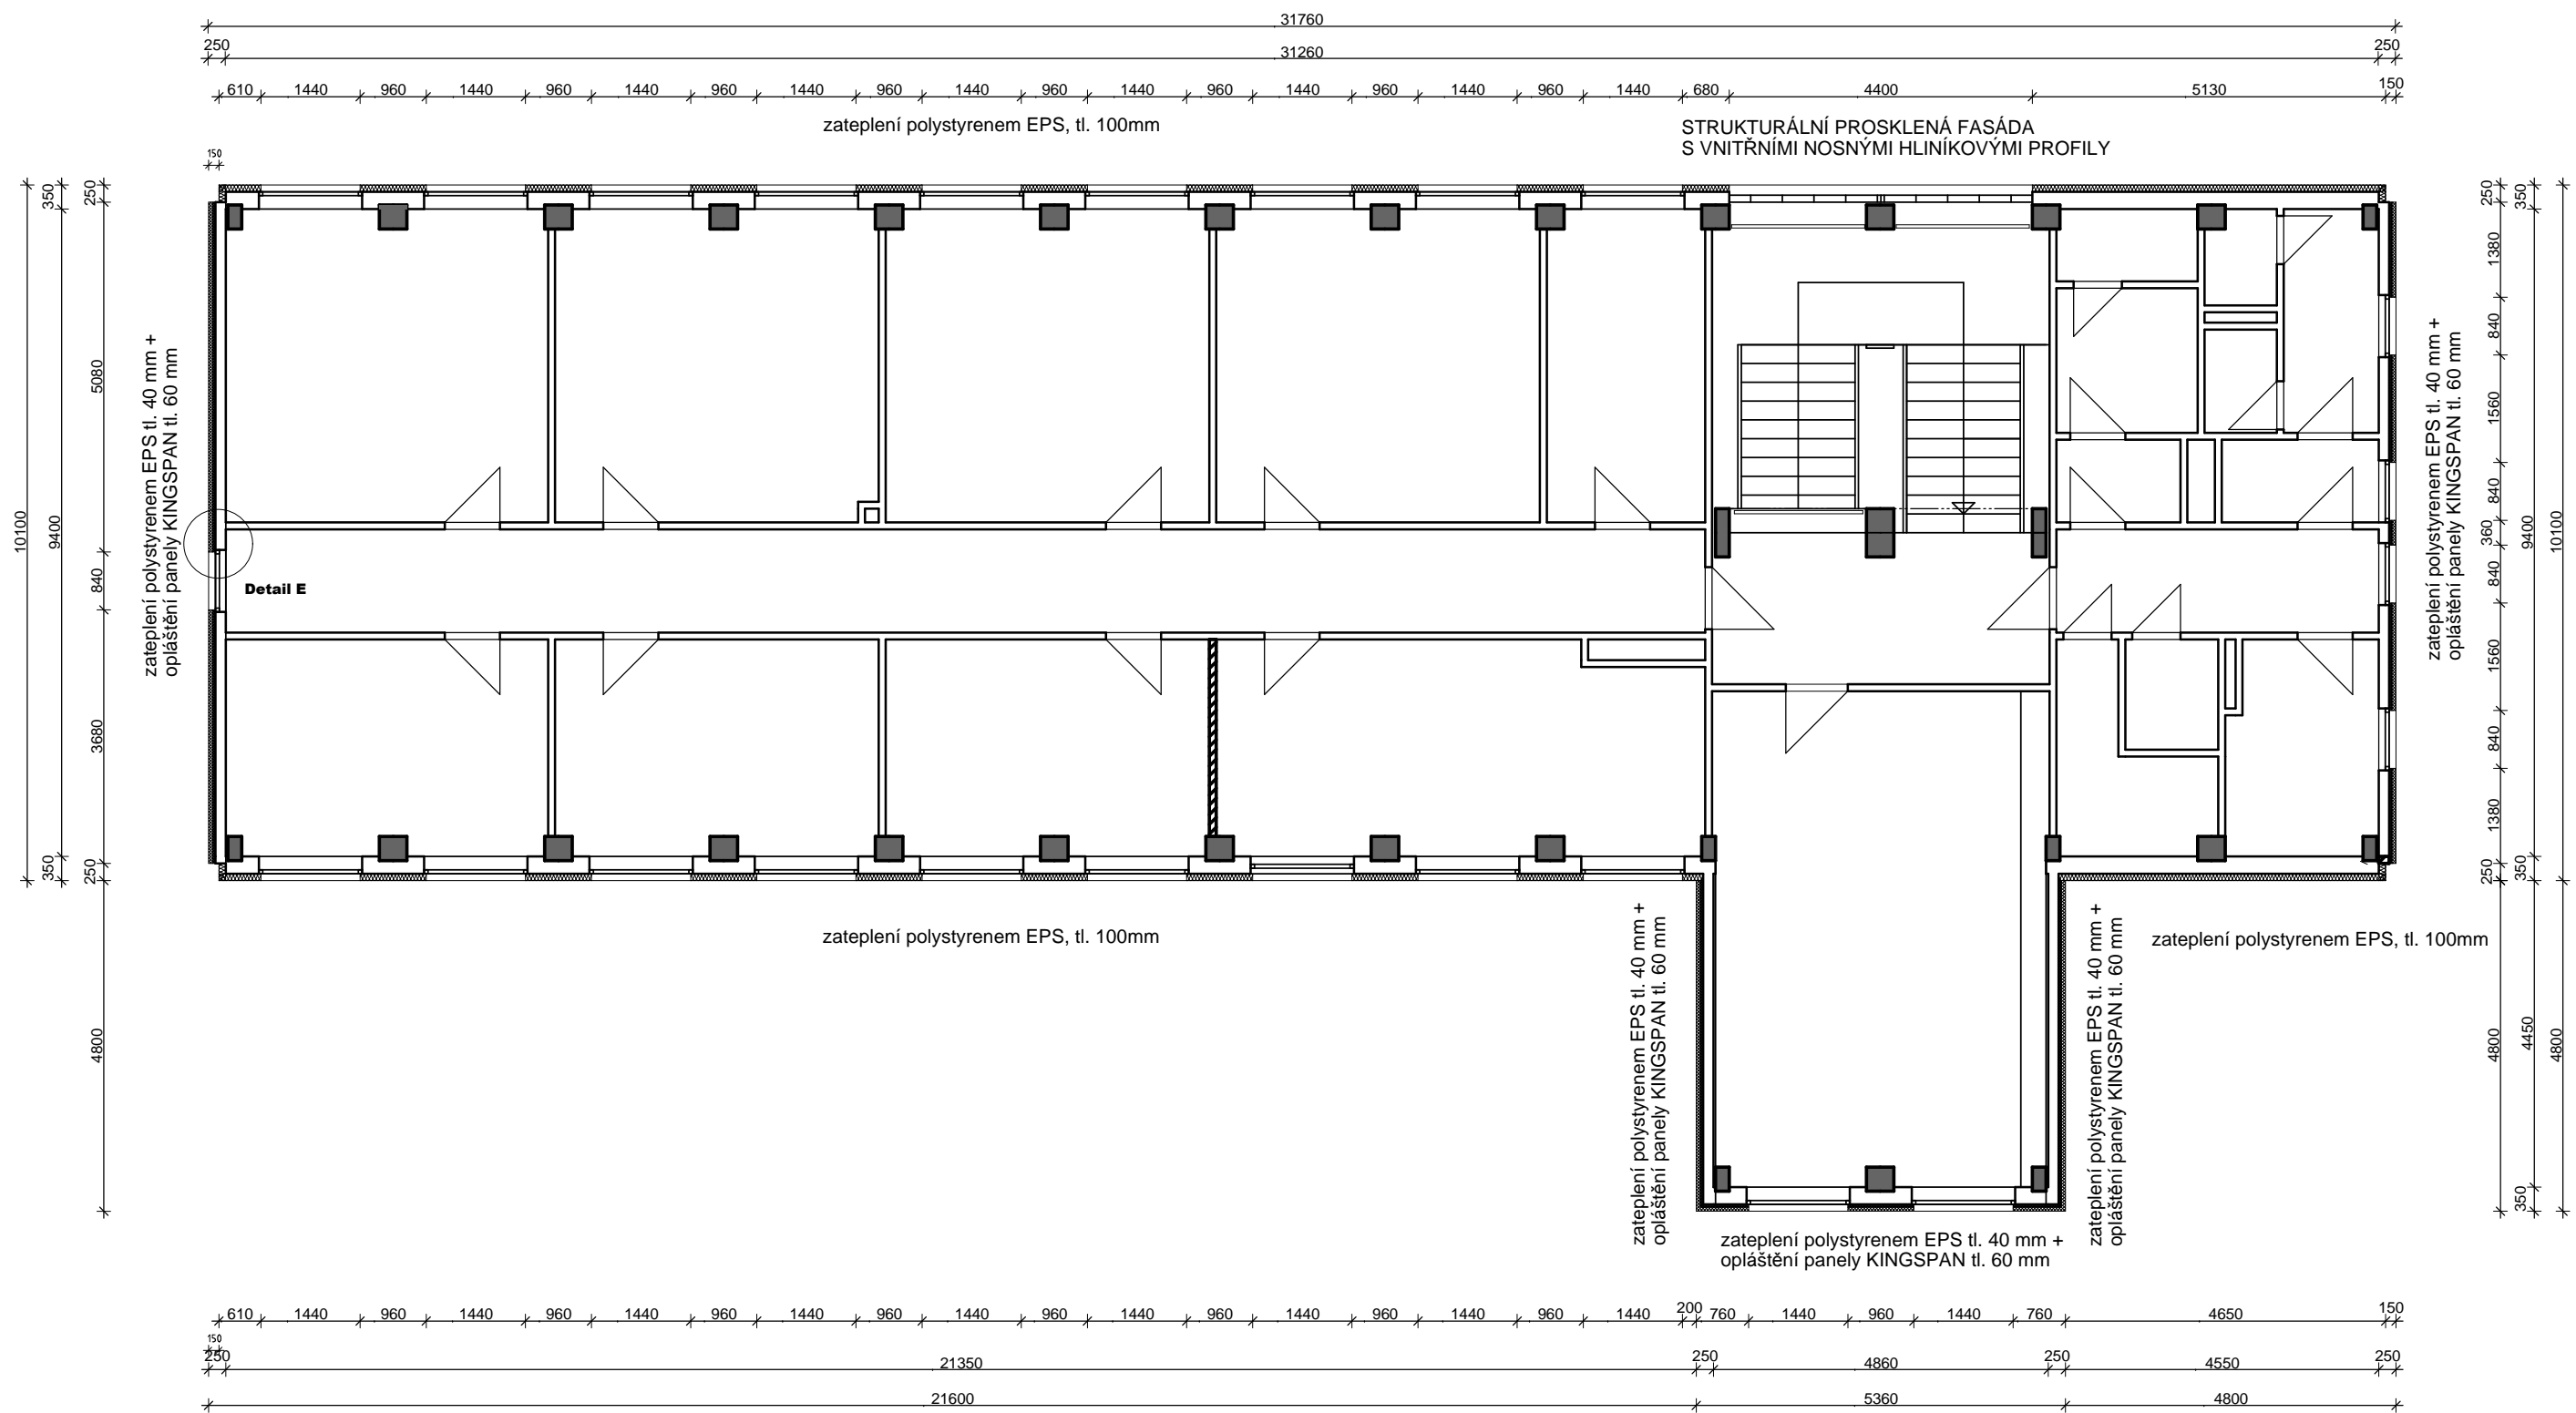 31760
250 31260 250
610 1440 960 1440 960 1440 960 1440 960 1440 960 1440 960 1440 960 1440 960 1440 680 4400 5130 150
zateplení polystyrenem EPS, tl. 100mm
STRUKTURÁLNÍ PROSKLENÁ FASÁDA
S VNITŘNÍMI NOSNÝMI HLINÍKOVÝMI PROFILY
150
10100
350 9400 350
250 5080 840 3680 250 4800
zateplení polystyrenem EPS tl. 40 mm +
opláštění panely KINGSPAN tl. 60 mm
Detail E
zateplení polystyrenem EPS tl. 40 mm +
opláštění panely KINGSPAN tl. 60 mm
250 1380 840 1560 840 360 840 1560 840 1380 250 4800
350 9400 350 4450 350
10100 4800
zateplení polystyrenem EPS, tl. 100mm
zateplení polystyrenem EPS tl. 40 mm +
opláštění panely KINGSPAN tl. 60 mm
zateplení polystyrenem EPS tl. 40 mm +
opláštění panely KINGSPAN tl. 60 mm
zateplení polystyrenem EPS, tl. 100mm
zateplení polystyrenem EPS tl. 40 mm +
opláštění panely KINGSPAN tl. 60 mm
610 1440 960 1440 960 1440 960 1440 960 1440 960 1440 960 1440 960 1440 960 1440 200 760 1440 960 1440 760 4650 150
150
250 21350 250 4860 250 4550 250
21600 5360 4800